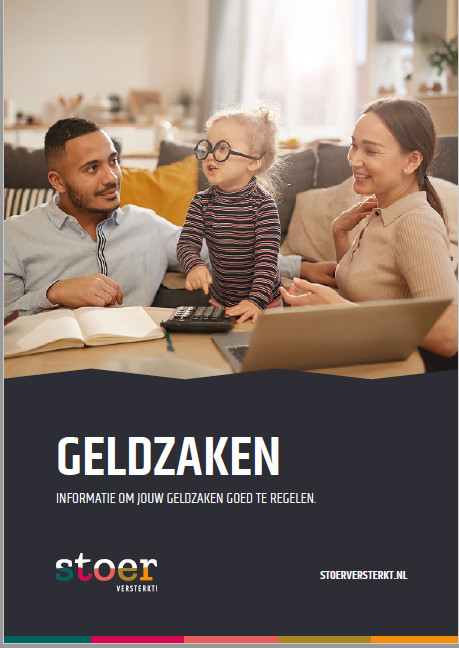 GELDZAKEN
INFORMATIE OM JOUW GELDZAKEN GOED TE REGELEN.
stoer
VERSTERKT!
STOERVERSTERKT.NL